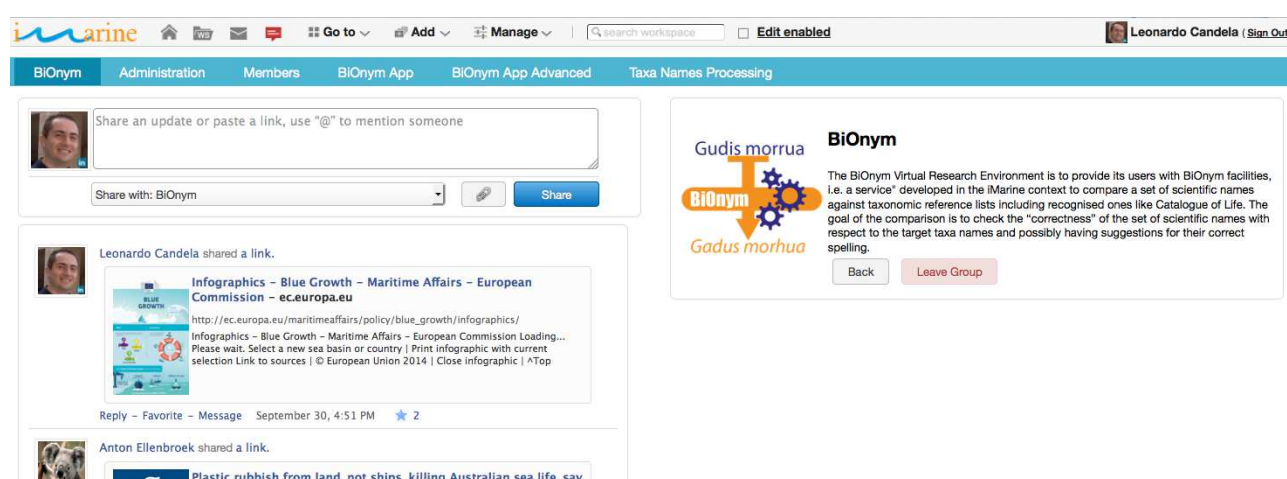 iMarine
WS
Go to
Add
Manage
search workspace
Edit enabled
Leonardo Candela (Sign Out
BiOnym
Administration
Members
BiOnym App
BiOnym App Advanced
Taxa Names Processing
Share an update or paste a link, use "@" to mention someone
Share with: BiOnym
Share
Gudis morrua
BiOnym
Gadus morhua
BiOnym
The BiOnym Virtual Research Environment is to provide its users with BiOnym facilities,
i.e. a service* developed in the iMarine context to compare a set of scientific names
against taxonomic reference lists including recognised ones like Catalogue of Life. The
goal of the comparison is to check the "correctness" of the set of scientific names with
respect to the target taxa names and possibly having suggestions for their correct
spelling.
Back
Leave Group
Leonardo Candela shared a link.
BLUE
GROWTH
Infographics – Blue Growth – Maritime Affairs – European
Commission – ec.europa.eu
http://ec.europa.eu/maritimeaffairs/policy/blue_growth/infographics/
Infographics – Blue Growth – Maritime Affairs – European Commission Loading...
Please wait. Select a new sea basin or country | Print infographic with current
selection Link to sources | © European Union 2014 | Close infographic | ^Top
Reply – Favorite – Message September 30, 4:51 PM 2
Anton Ellenbroek shared a link.
Plastic rubbish from land, not ships, killing Australian sea life, say